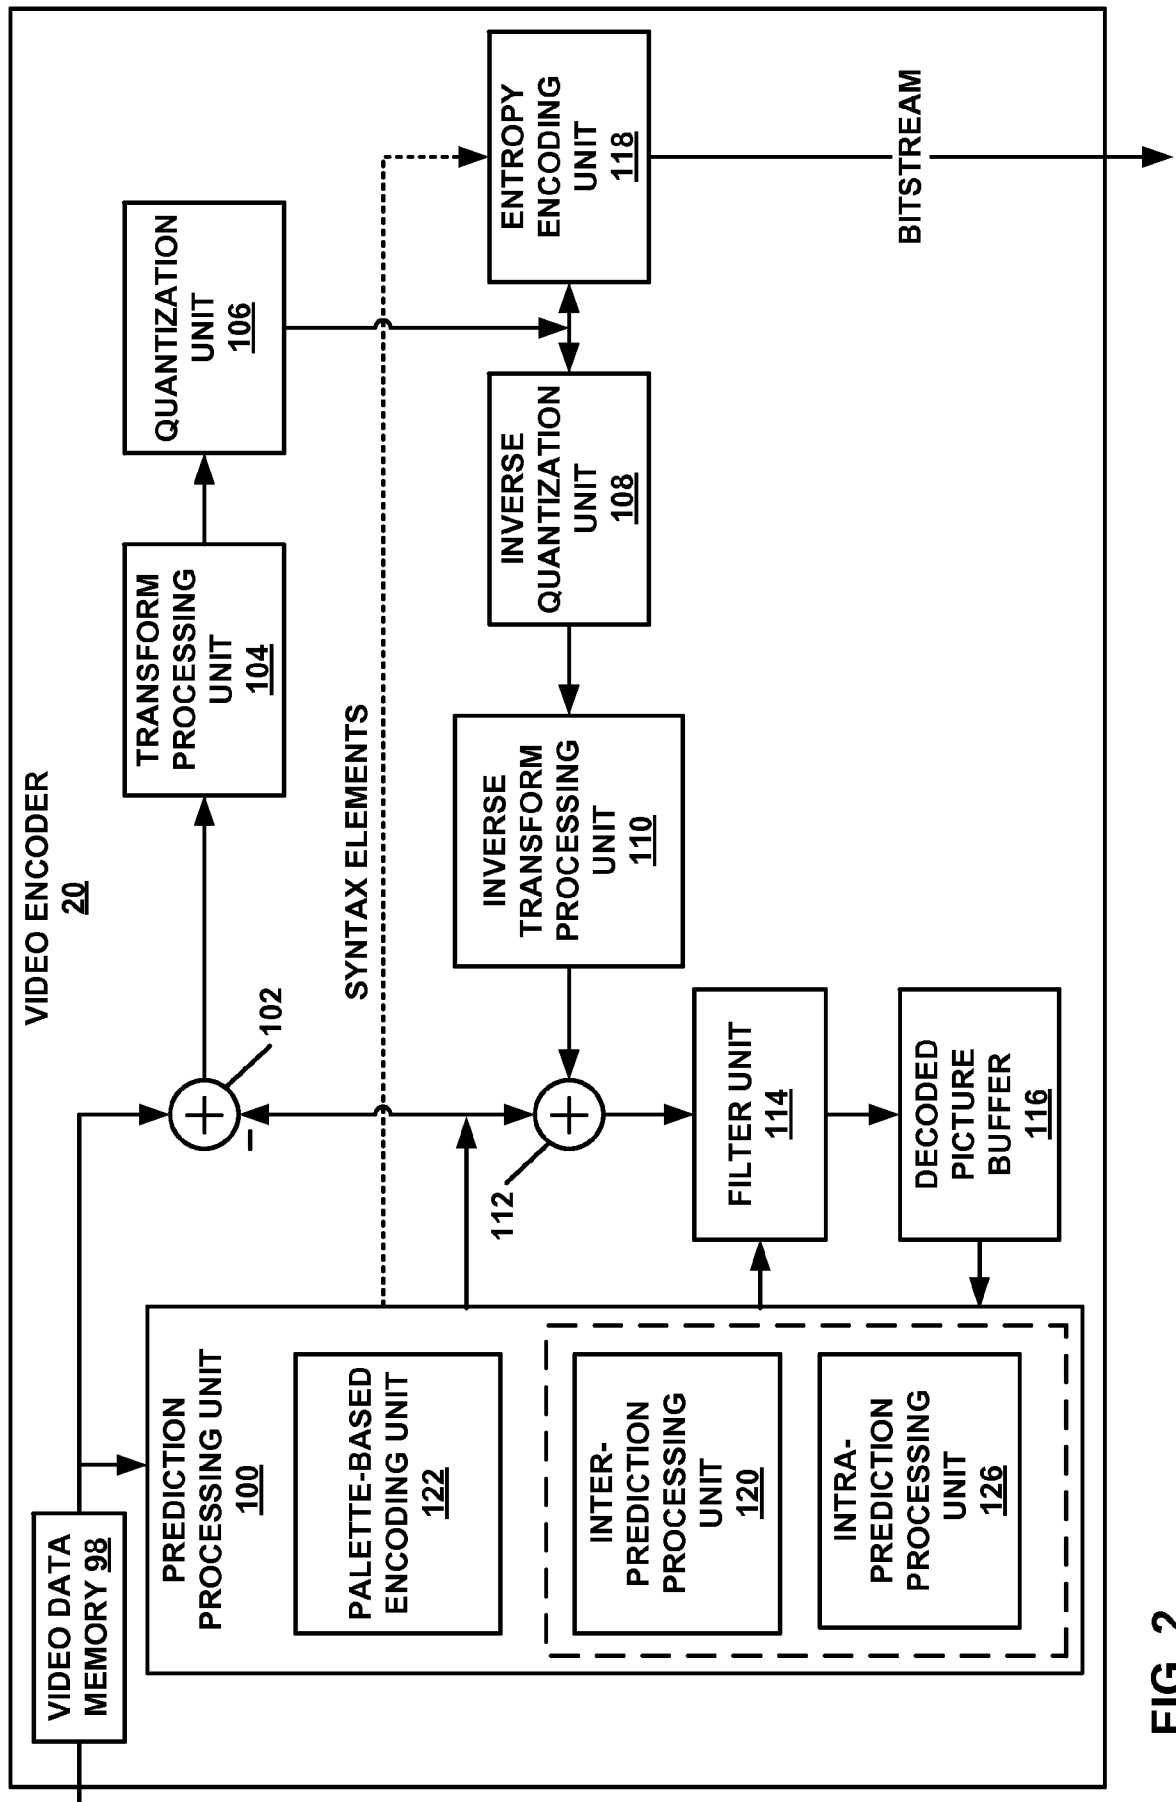 VIDEO ENCODER
20
VIDEO DATA
MEMORY 98
PREDICTION
PROCESSING UNIT
100
PALETTE-BASED
ENCODING UNIT
122
INTER-
PREDICTION
PROCESSING
UNIT
120
INTRA-
PREDICTION
PROCESSING
UNIT
126
102
–
TRANSFORM
PROCESSING
UNIT
104
QUANTIZATION
UNIT
106
SYNTAX ELEMENTS
112
INVERSE
TRANSFORM
PROCESSING
UNIT
110
INVERSE
QUANTIZATION
UNIT
108
ENTROPY
ENCODING
UNIT
118
FILTER UNIT
114
DECODED
PICTURE
BUFFER
116
BITSTREAM
FIG. 2